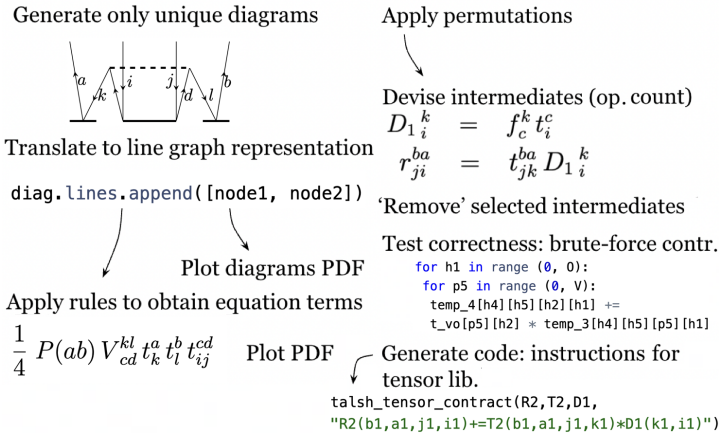 Generate only unique diagrams
a k i j d l b
Translate to line graph representation
diag.lines.append([node1, node2])
Plot diagrams PDF
Apply rules to obtain equation terms
1/4 P(ab) V^{kl}_{cd} t^a_k t^b_l t^{cd}_{ij}
Plot PDF
Apply permutations
Devise intermediates (op. count)
D_1{}^k_i = f^k_c t^c_i
r^{ba}_{ji} = t^{ba}_{jk} D_1{}^k_i
‘Remove’ selected intermediates
Test correctness: brute-force contr.
for h1 in range (0, O):
for p5 in range (0, V):
temp_4[h4][h5][h2][h1] +=
t_vo[p5][h2] * temp_3[h4][h5][p5][h1]
Generate code: instructions for
tensor lib.
talsh_tensor_contract(R2,T2,D1,
"R2(b1,a1,j1,i1)+=T2(b1,a1,j1,k1)*D1(k1,i1)")